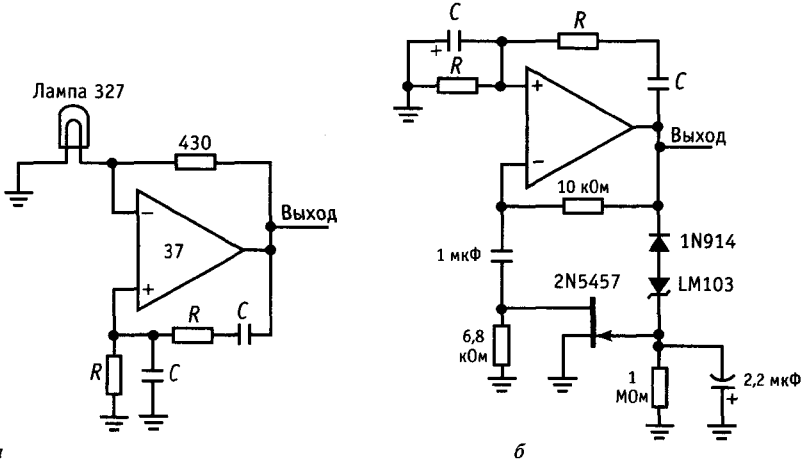 Лампа 327
430
−
37
+
Выход
R
C
R
C
а
C
+
R
R
C
+
−
Выход
10 кОм
1 мкФ
1N914
2N5457
LM103
6,8
кОм
1
МОм
2,2 мкФ
+
б